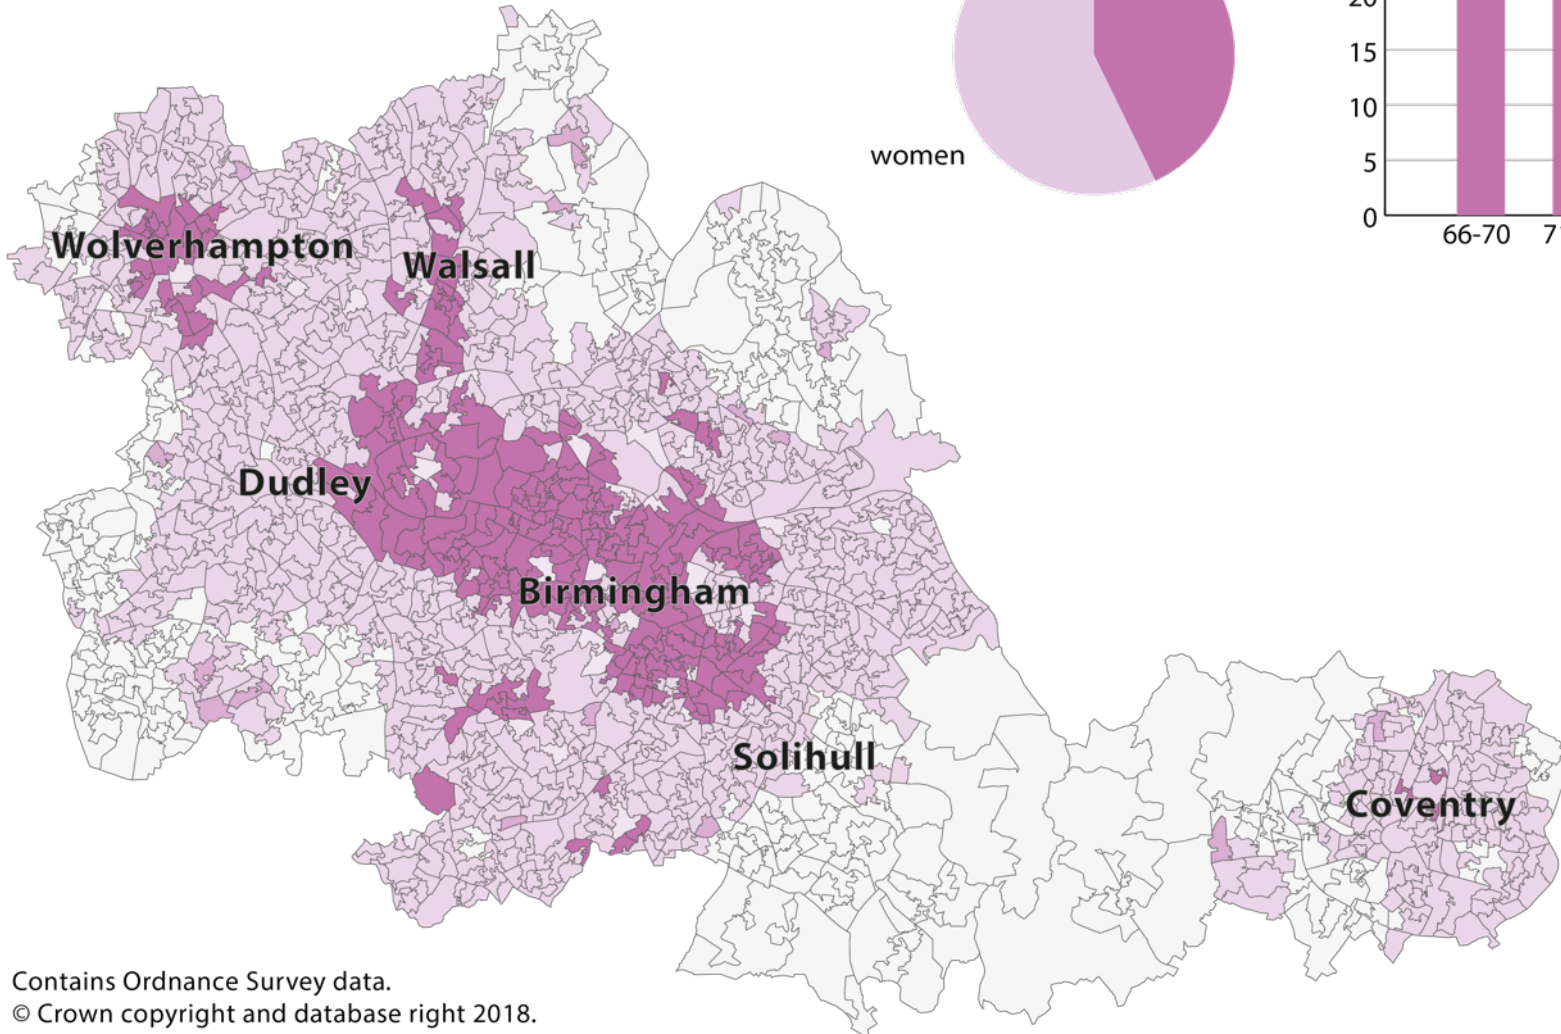 20
15
10
5
0
66-70
women
Wolverhampton
Walsall
Dudley
Birmingham
Solihull
Coventry
Contains Ordnance Survey data.
© Crown copyright and database right 2018.